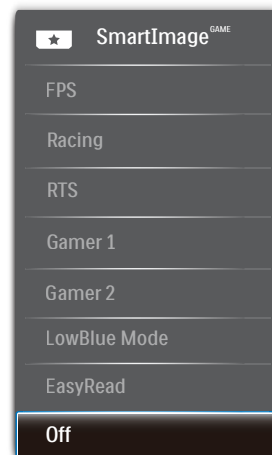 SmartImage GAME
FPS
Racing
RTS
Gamer 1
Gamer 2
LowBlue Mode
EasyRead
Off